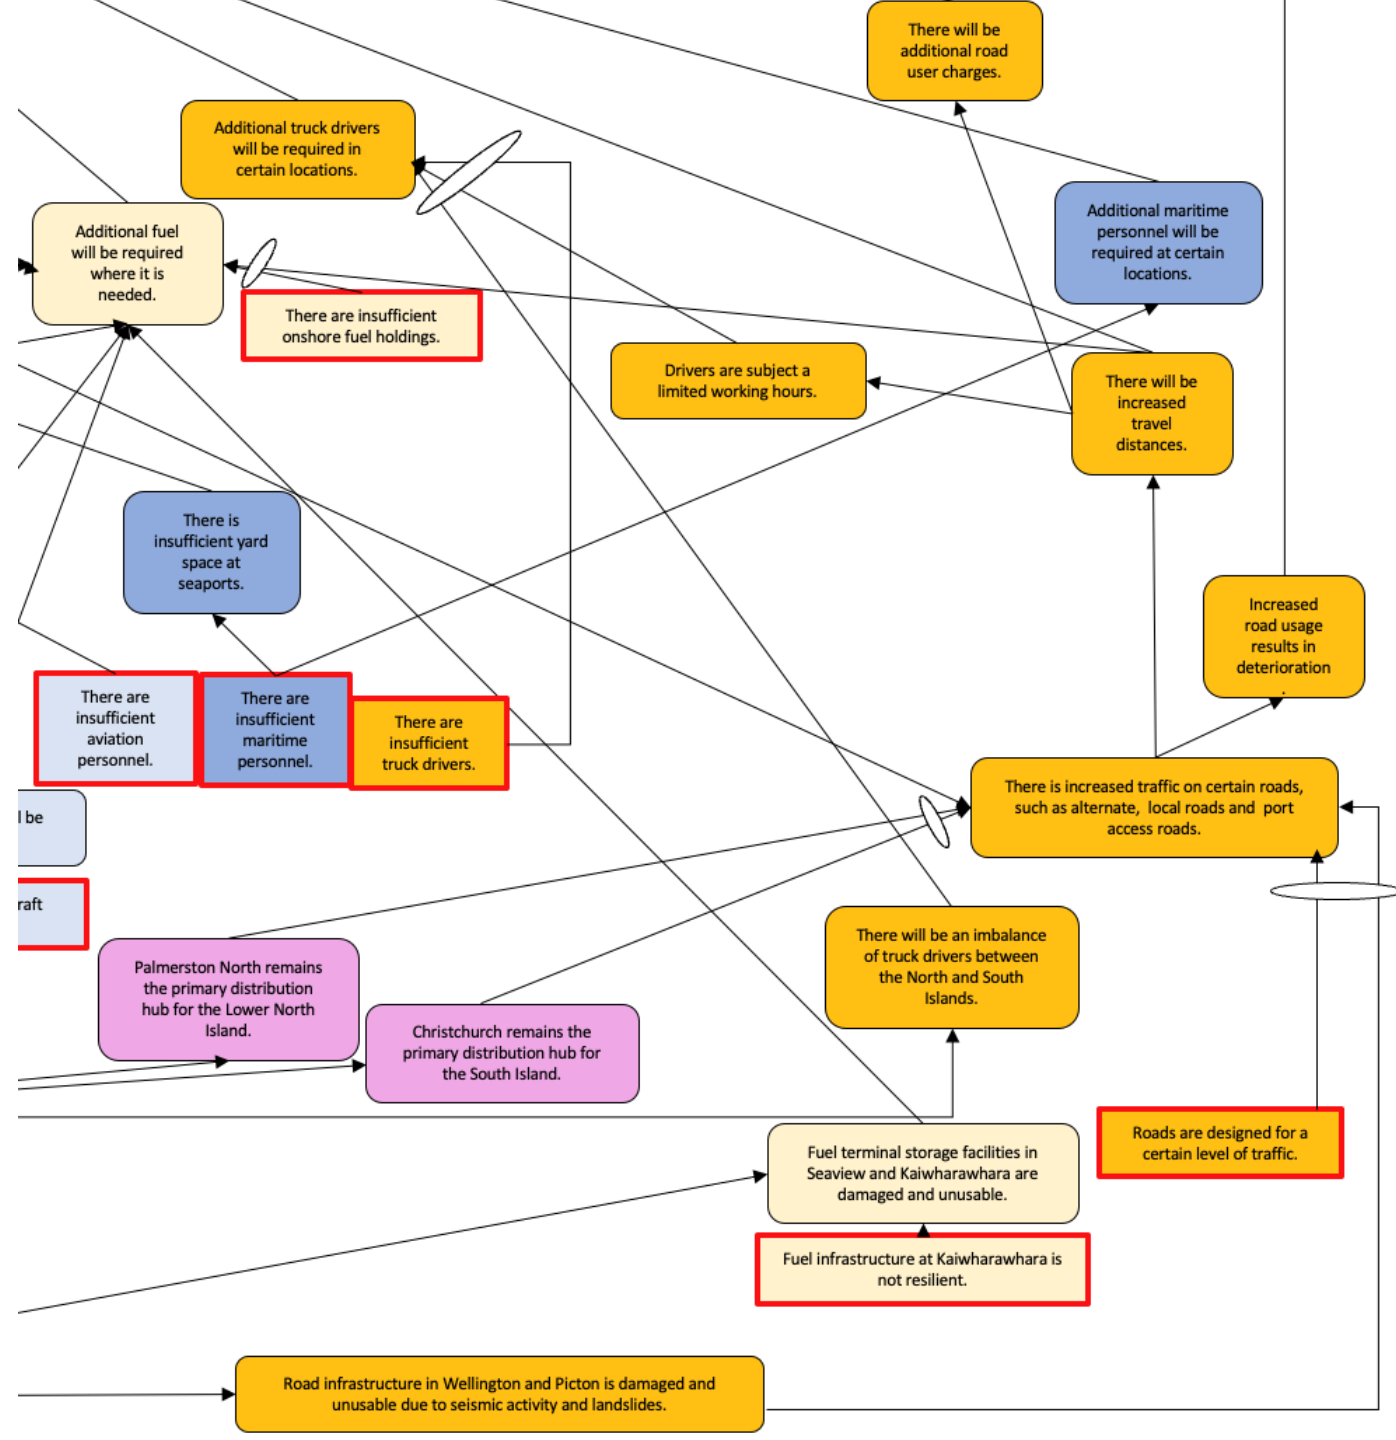 There will be
additional road
user charges.
Additional truck drivers
will be required in
certain locations.
Additional maritime
personnel will be
required at certain
locations.
Additional fuel
will be required
where it is
needed.
There are insufficient
onshore fuel holdings.
Drivers are subject a
limited working hours.
There will be
increased
travel
distances.
There is
insufficient yard
space at
seaports.
Increased
road usage
results in
deterioration
.
There are
insufficient
aviation
personnel.
There are
insufficient
maritime
personnel.
There are
insufficient
truck drivers.
There is increased traffic on certain roads,
such as alternate, local roads and port
access roads.
l be
raft
Palmerston North remains
the primary distribution
hub for the Lower North
Island.
There will be an imbalance
of truck drivers between
the North and South
Islands.
Christchurch remains the
primary distribution hub for
the South Island.
Roads are designed for a
certain level of traffic.
Fuel terminal storage facilities in
Seaview and Kaiwharawhara are
damaged and unusable.
Fuel infrastructure at Kaiwharawhara is
not resilient.
Road infrastructure in Wellington and Picton is damaged and
unusable due to seismic activity and landslides.